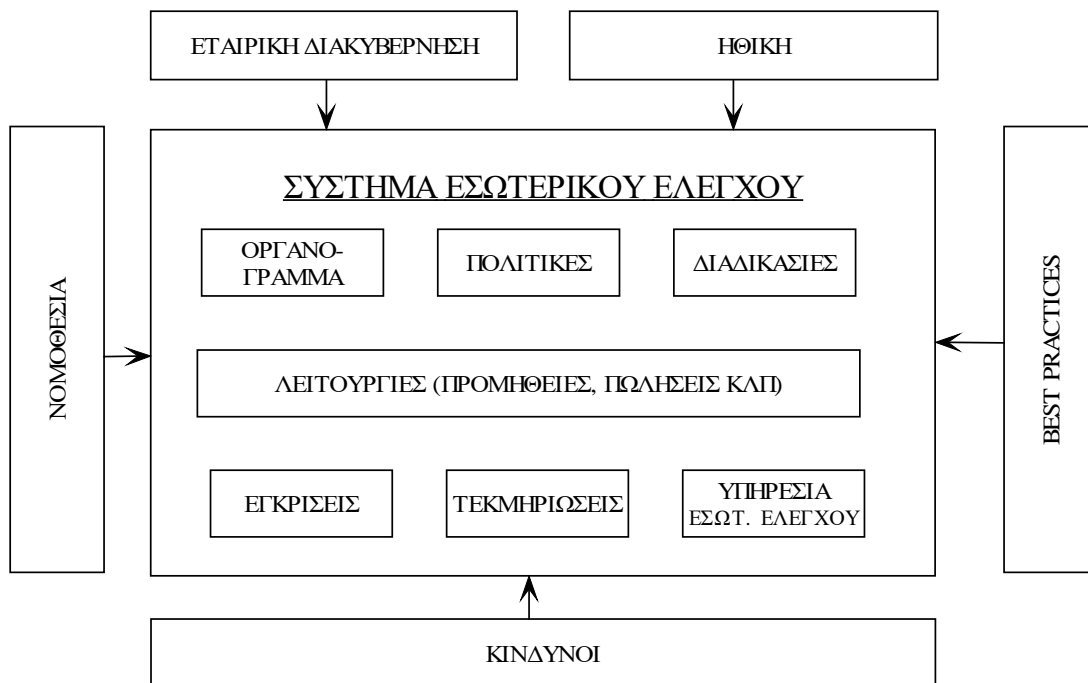 ΕΤΑΙΡΙΚΗ ΔΙΑΚΥΒΕΡΝΗΣΗ
ΗΘΙΚΗ
ΝΟΜΟΘΕΣΙΑ
ΣΥΣΤΗΜΑ ΕΣΩΤΕΡΙΚΟΥ ΕΛΕΓΧΟΥ
ΟΡΓΑΝΟ-
ΓΡΑΜΜΑ
ΠΟΛΙΤΙΚΕΣ
ΔΙΑΔΙΚΑΣΙΕΣ
ΛΕΙΤΟΥΡΓΙΕΣ (ΠΡΟΜΗΘΕΙΕΣ, ΠΩΛΗΣΕΙΣ ΚΛΠ)
ΕΓΚΡΙΣΕΙΣ
ΤΕΚΜΗΡΙΩΣΕΙΣ
ΥΠΗΡΕΣΙΑ
ΕΣΩΤ. ΕΛΕΓΧΟΥ
BEST PRACTICES
ΚΙΝΔΥΝΟΙ